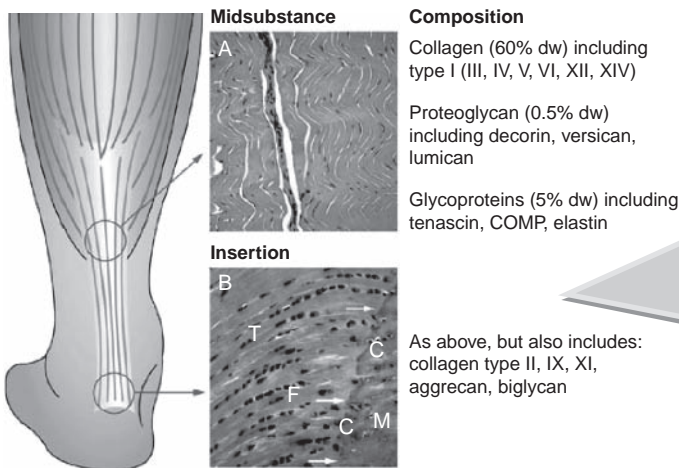 Midsubstance
A
Composition
Collagen (60% dw) including
type I (III, IV, V, VI, XII, XIV)
Proteoglycan (0.5% dw)
including decorin, versican,
lumican
Glycoproteins (5% dw) including
tenascin, COMP, elastin
Insertion
B
T
C
F
M
C
As above, but also includes:
collagen type II, IX, XI,
aggrecan, biglycan